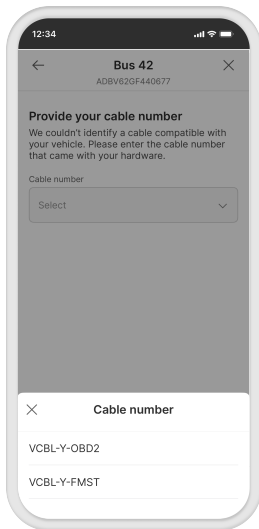 12:34
Bus 42
ADBV62GF440677
Provide your cable number
We couldn't identify a cable compatible with
your vehicle. Please enter the cable number
that came with your hardware.
Cable number
Select
Cable number
VCBL-Y-OBD2
VCBL-Y-FMST